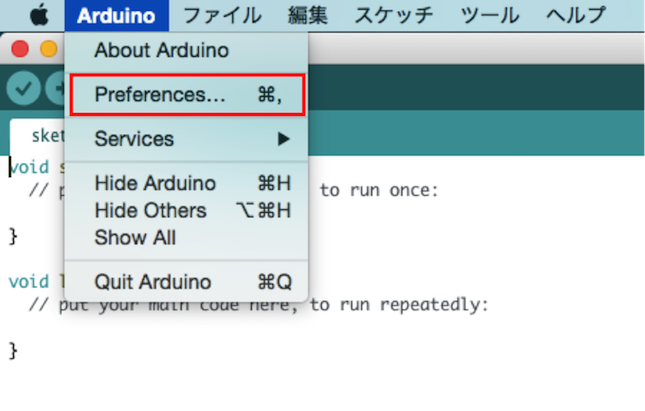 Arduino ファイル 編集 スケッチ ツール ヘルプ
About Arduino
Preferences... ⌘,
Services ▶
Hide Arduino ⌘H
Hide Others ⌥⌘H
Show All
Quit Arduino ⌘Q
sket
void s
// p to run once:
}
void l
// put your main code here, to run repeatedly:
}